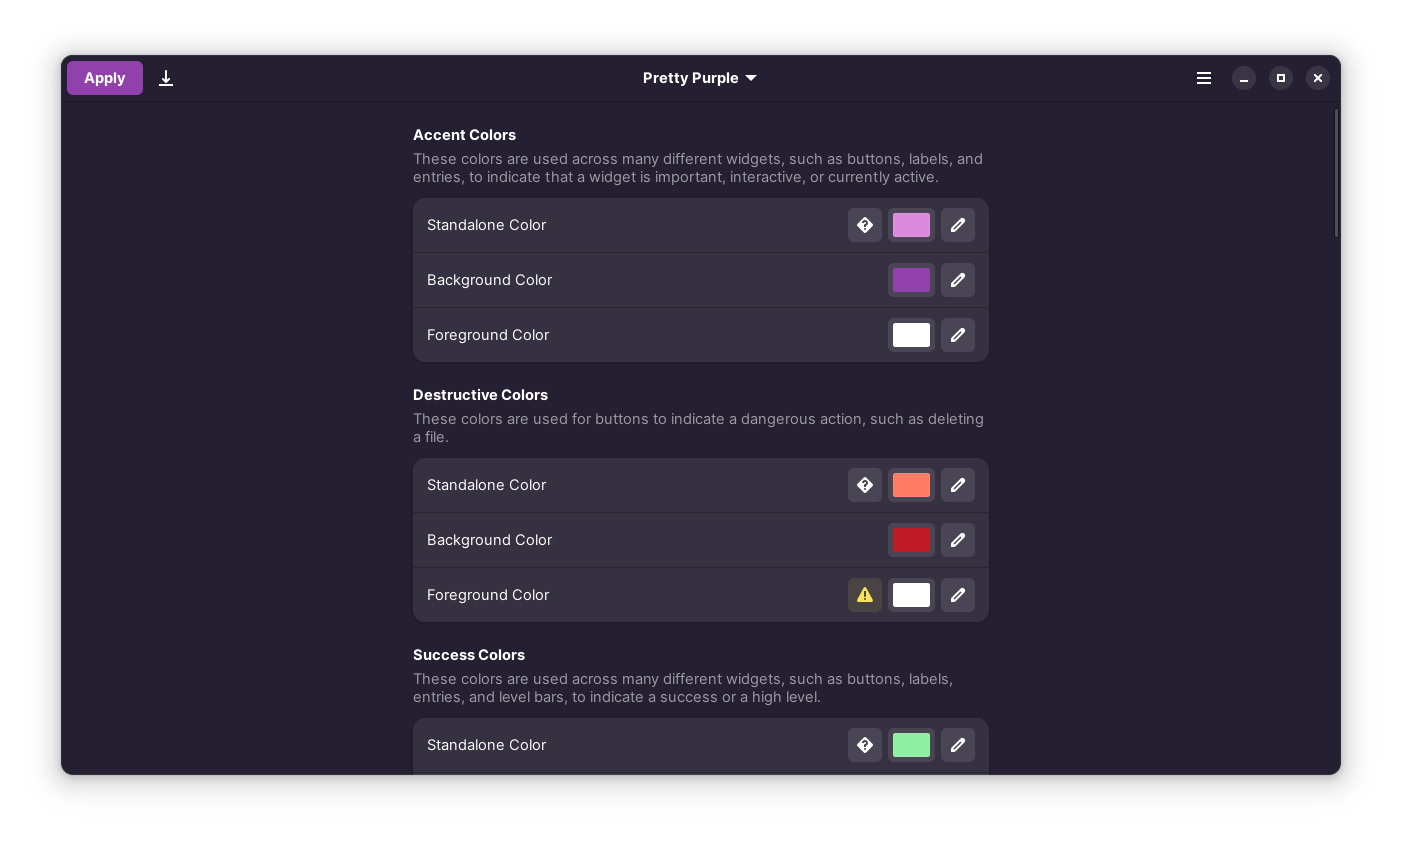 Apply
Pretty Purple
Accent Colors
These colors are used across many different widgets, such as buttons, labels, and
entries, to indicate that a widget is important, interactive, or currently active.
Standalone Color
Background Color
Foreground Color
Destructive Colors
These colors are used for buttons to indicate a dangerous action, such as deleting
a file.
Standalone Color
Background Color
Foreground Color
Success Colors
These colors are used across many different widgets, such as buttons, labels,
entries, and level bars, to indicate a success or a high level.
Standalone Color